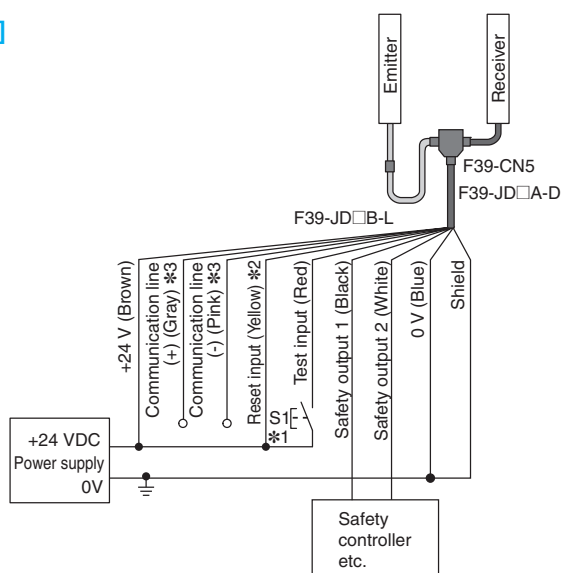 ]
Emitter
Receiver
F39-CN5
F39-JD□A-D
F39-JD□B-L
+24 V (Brown)
Communication line
(+) (Gray) ✻3
Communication line
(-) (Pink) ✻3
Reset input (Yellow) ✻2
Test input (Red)
Safety output 1 (Black)
Safety output 2 (White)
0 V (Blue)
Shield
S1
✻1
+24 VDC
Power supply
0V
Safety
controller
etc.